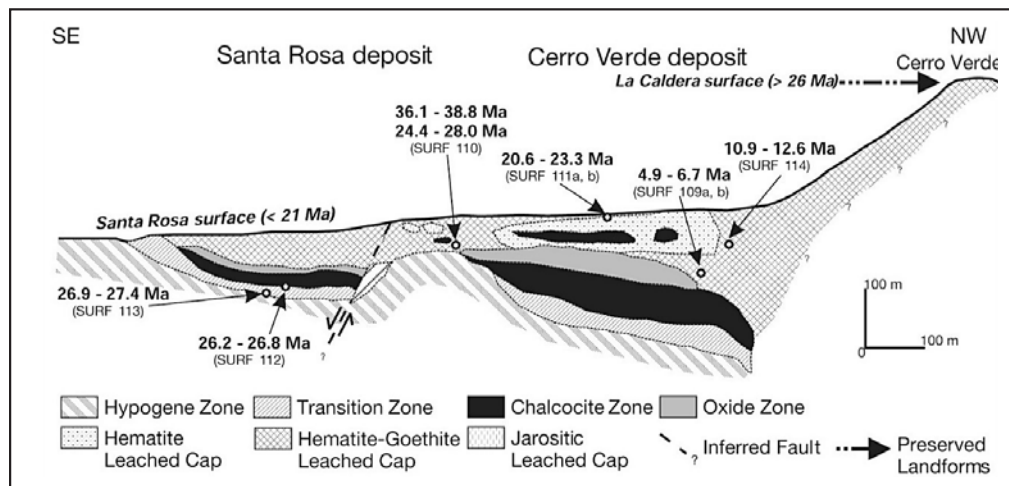 SE
NW
Santa Rosa deposit
Cerro Verde deposit
Cerro Verde
La Caldera surface (> 26 Ma)
36.1 - 38.8 Ma
24.4 - 28.0 Ma
(SURF 110)
20.6 - 23.3 Ma
(SURF 111a, b)
10.9 - 12.6 Ma
(SURF 114)
4.9 - 6.7 Ma
(SURF 109a, b)
Santa Rosa surface (< 21 Ma)
26.9 - 27.4 Ma
(SURF 113)
26.2 - 26.8 Ma
(SURF 112)
?
?
?
?
100 m
0
100 m
Hypogene Zone
Transition Zone
Chalcocite Zone
Oxide Zone
Hematite
Leached Cap
Hematite-Goethite
Leached Cap
Jarositic
Leached Cap
?
Inferred Fault
Preserved
Landforms